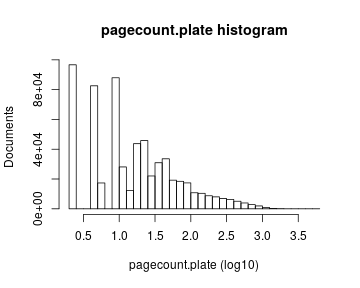 pagecount.plate histogram
Documents
8e+04
4e+04
0e+00
0.5 1.0 1.5 2.0 2.5 3.0 3.5
pagecount.plate (log10)